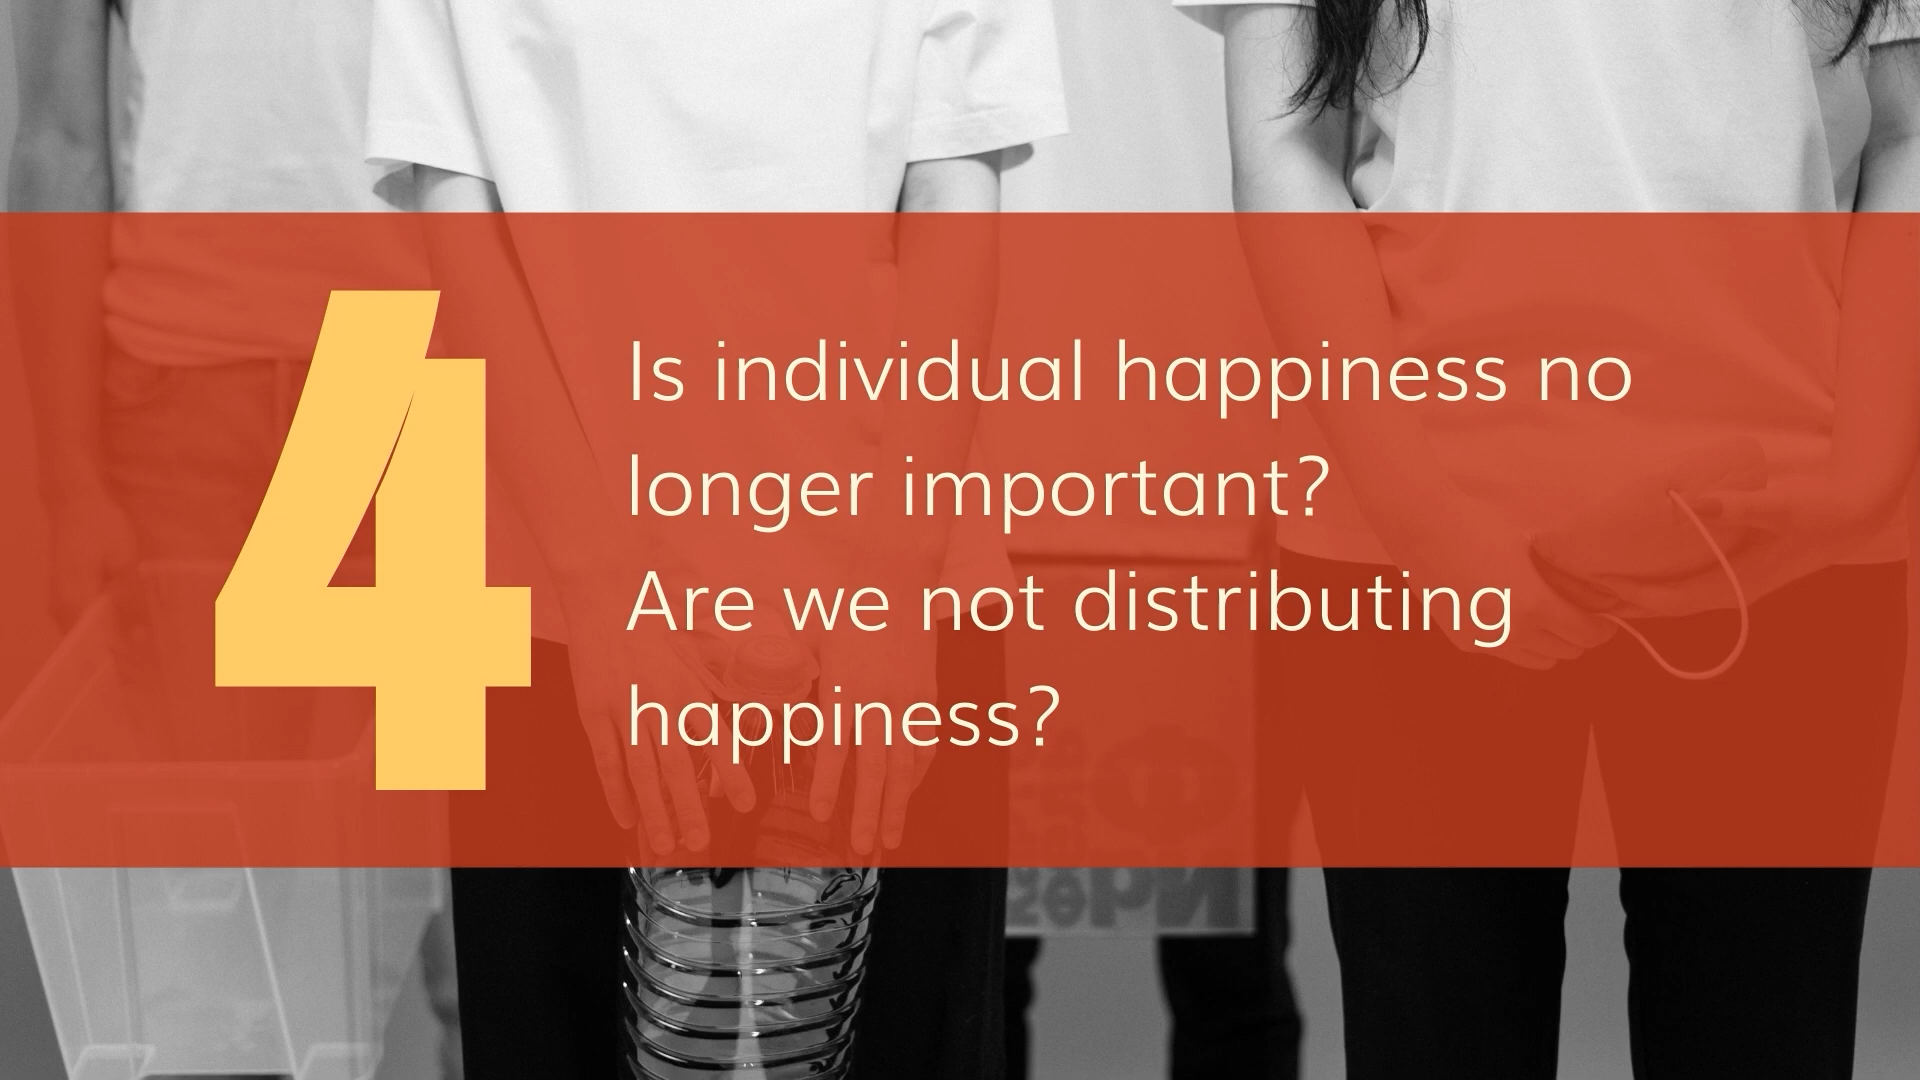 4
Is individual happiness no
longer important?
Are we not distributing
happiness?